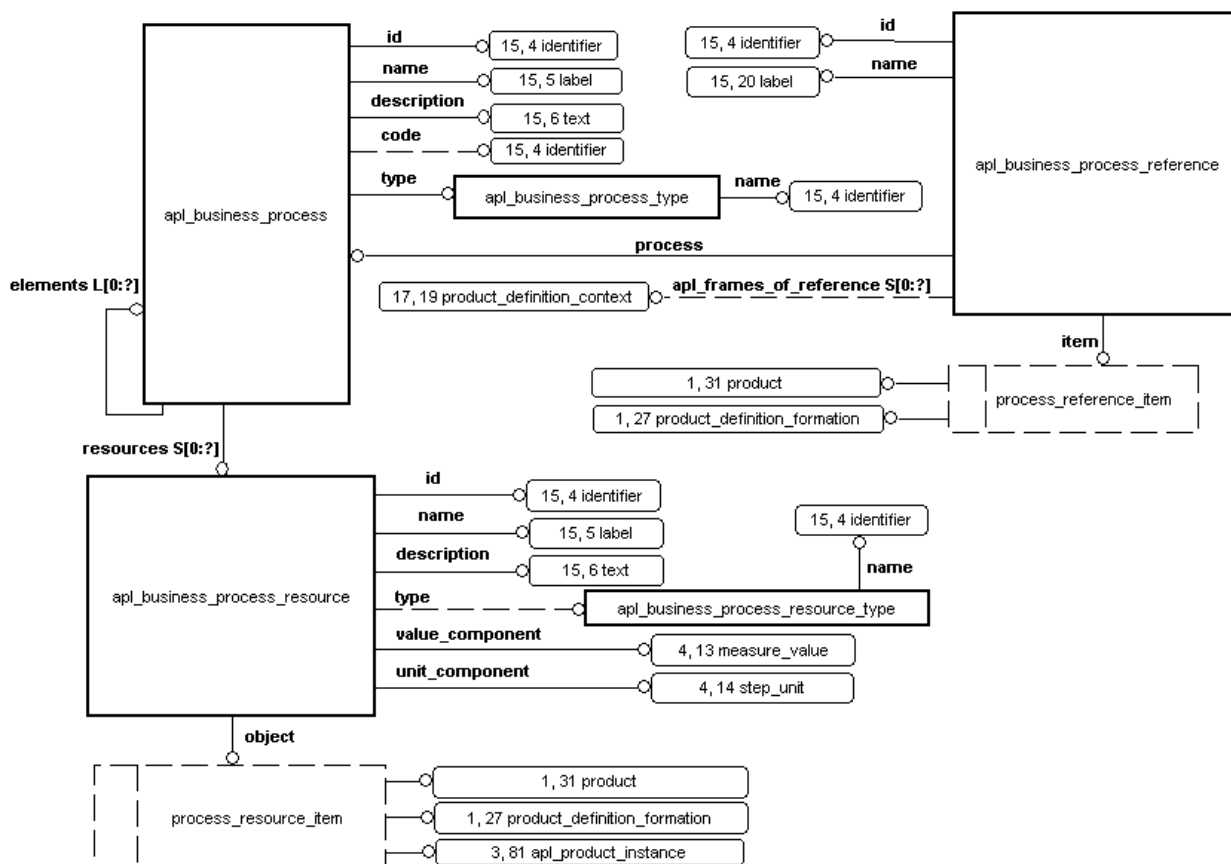 id
15, 4 identifier
name
15, 5 label
description
15, 6 text
code
15, 4 identifier
type
apl_business_process_type
name
15, 4 identifier
apl_business_process
elements L[0:?]
id
15, 4 identifier
name
15, 20 label
apl_business_process_reference
process
apl_frames_of_reference S[0:?]
17, 19 product_definition_context
item
1, 31 product
1, 27 product_definition_formation
process_reference_item
resources S[0:?]
apl_business_process_resource
id
15, 4 identifier
name
15, 5 label
description
15, 6 text
type
apl_business_process_resource_type
name
15, 4 identifier
value_component
4, 13 measure_value
unit_component
4, 14 step_unit
object
process_resource_item
1, 31 product
1, 27 product_definition_formation
3, 81 apl_product_instance